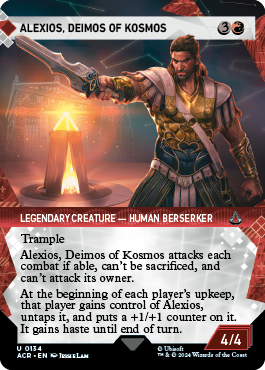 ALEXIOS, DEIMOS OF KOSMOS 3
LEGENDARY CREATURE — HUMAN BERSERKER
Trample
Alexios, Deimos of Kosmos attacks each
combat if able, can't be sacrificed, and
can't attack its owner.
At the beginning of each player's upkeep,
that player gains control of Alexios,
untaps it, and puts a +1/+1 counter on it.
It gains haste until end of turn.
4/4
U 0134
ACR • EN ISSIE LAM
© Ubisoft
™ & © 2024 Wizards of the Coast